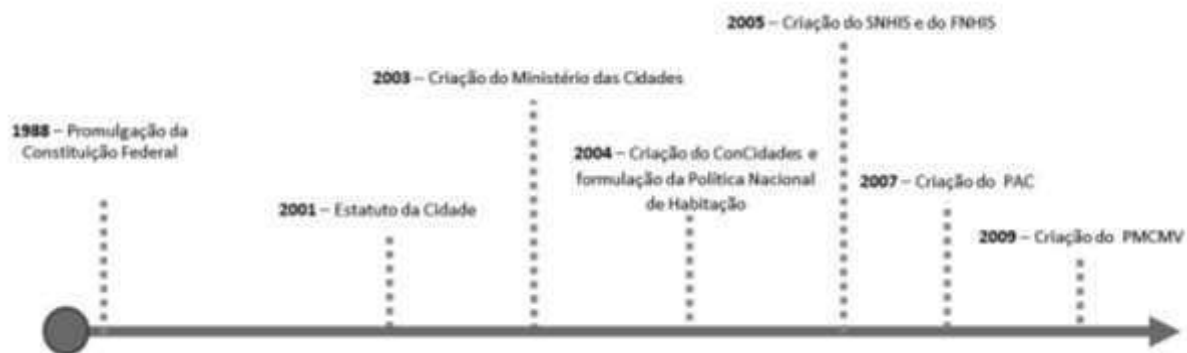 1988 – Promulgação da
Constituição Federal
2001 – Estatuto da Cidade
2003 – Criação do Ministério das Cidades
2004 – Criação do ConCidades e
formulação da Política Nacional
de Habitação
2005 – Criação do SNHIS e do FNHIS
2007 – Criação do PAC
2009 – Criação do PMCMV